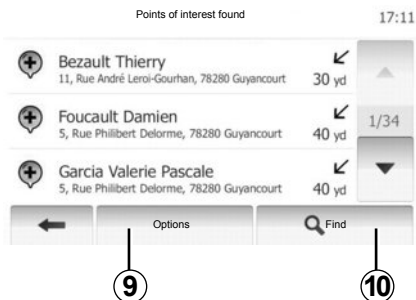 Points of interest found
17:11
Bezault Thierry
11, Rue André Leroi-Gourhan, 78280 Guyancourt
30 yd
Foucault Damien
5, Rue Philibert Delorme, 78280 Guyancourt
40 yd
1/34
Garcia Valerie Pascale
5, Rue Philibert Delorme, 78280 Guyancourt
40 yd
Options
Find
9
10